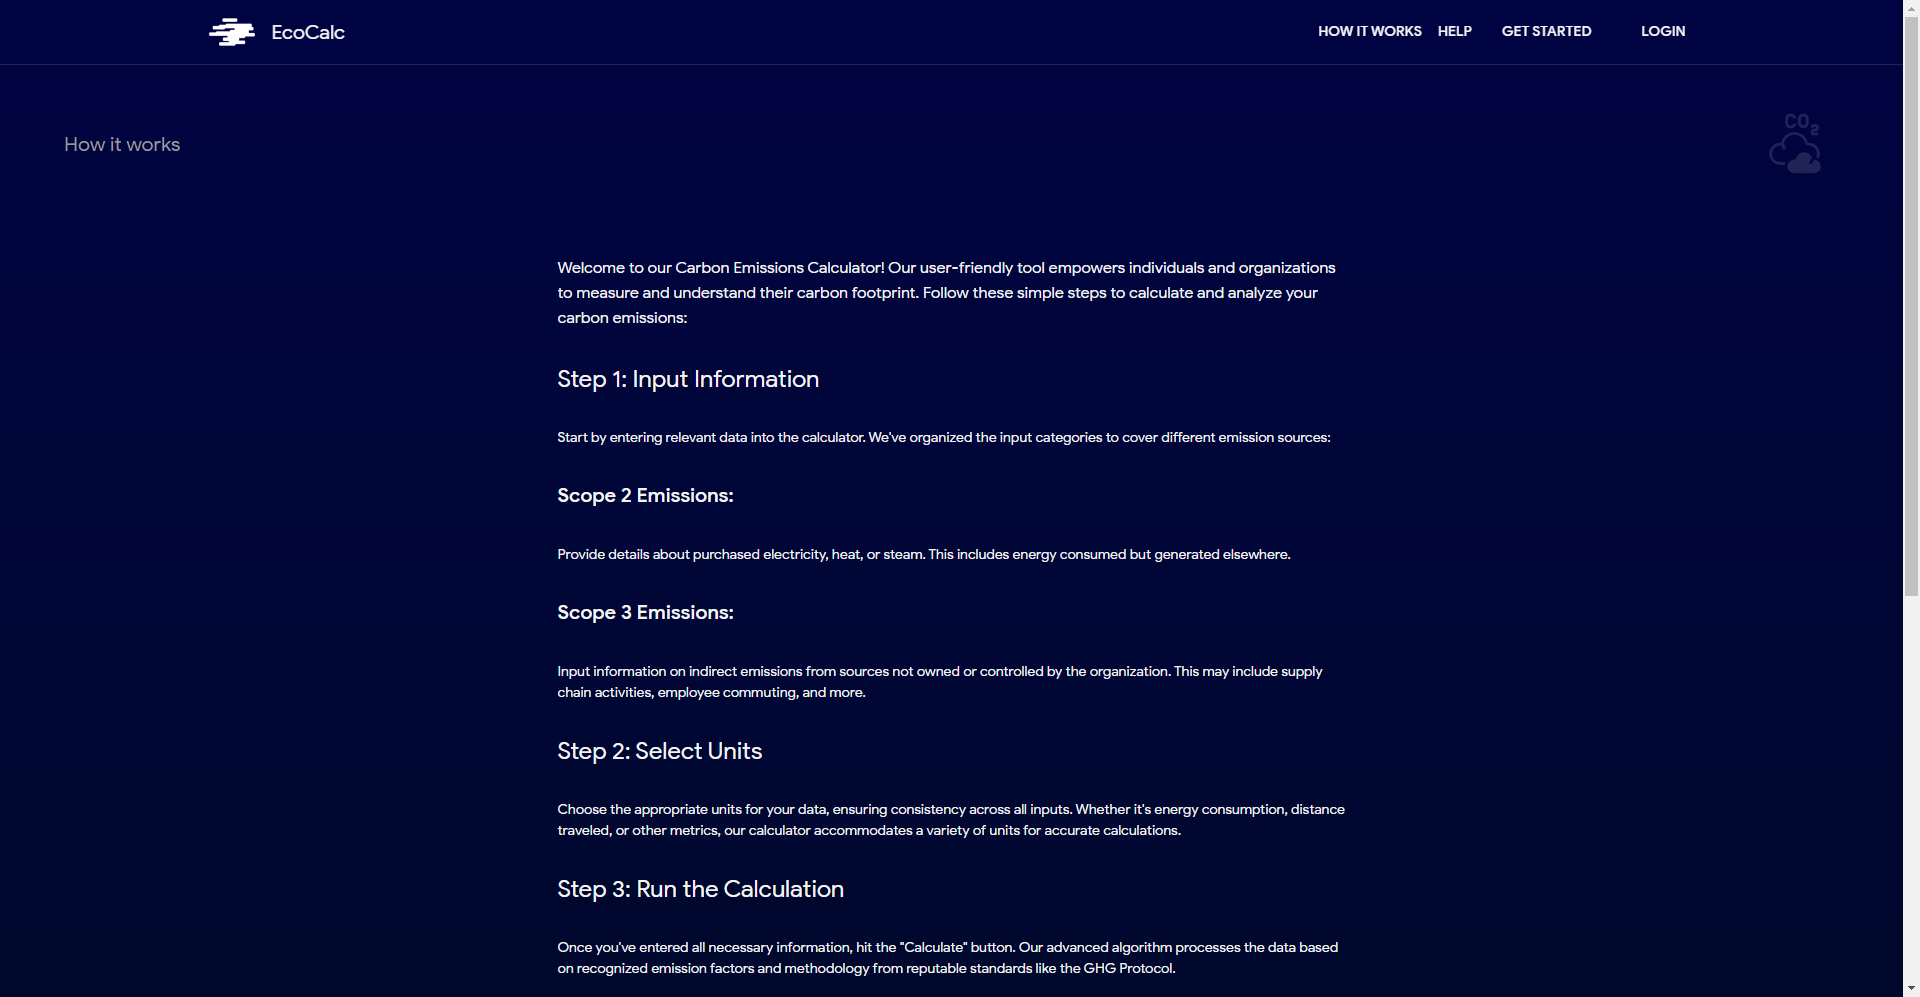 EcoCalc
HOW IT WORKS HELP GET STARTED LOGIN
How it works
CO2
Welcome to our Carbon Emissions Calculator! Our user-friendly tool empowers individuals and organizations
to measure and understand their carbon footprint. Follow these simple steps to calculate and analyze your
carbon emissions:
Step 1: Input Information
Start by entering relevant data into the calculator. We've organized the input categories to cover different emission sources:
Scope 2 Emissions:
Provide details about purchased electricity, heat, or steam. This includes energy consumed but generated elsewhere.
Scope 3 Emissions:
Input information on indirect emissions from sources not owned or controlled by the organization. This may include supply
chain activities, employee commuting, and more.
Step 2: Select Units
Choose the appropriate units for your data, ensuring consistency across all inputs. Whether it's energy consumption, distance
traveled, or other metrics, our calculator accommodates a variety of units for accurate calculations.
Step 3: Run the Calculation
Once you've entered all necessary information, hit the "Calculate" button. Our advanced algorithm processes the data based
on recognized emission factors and methodology from reputable standards like the GHG Protocol.